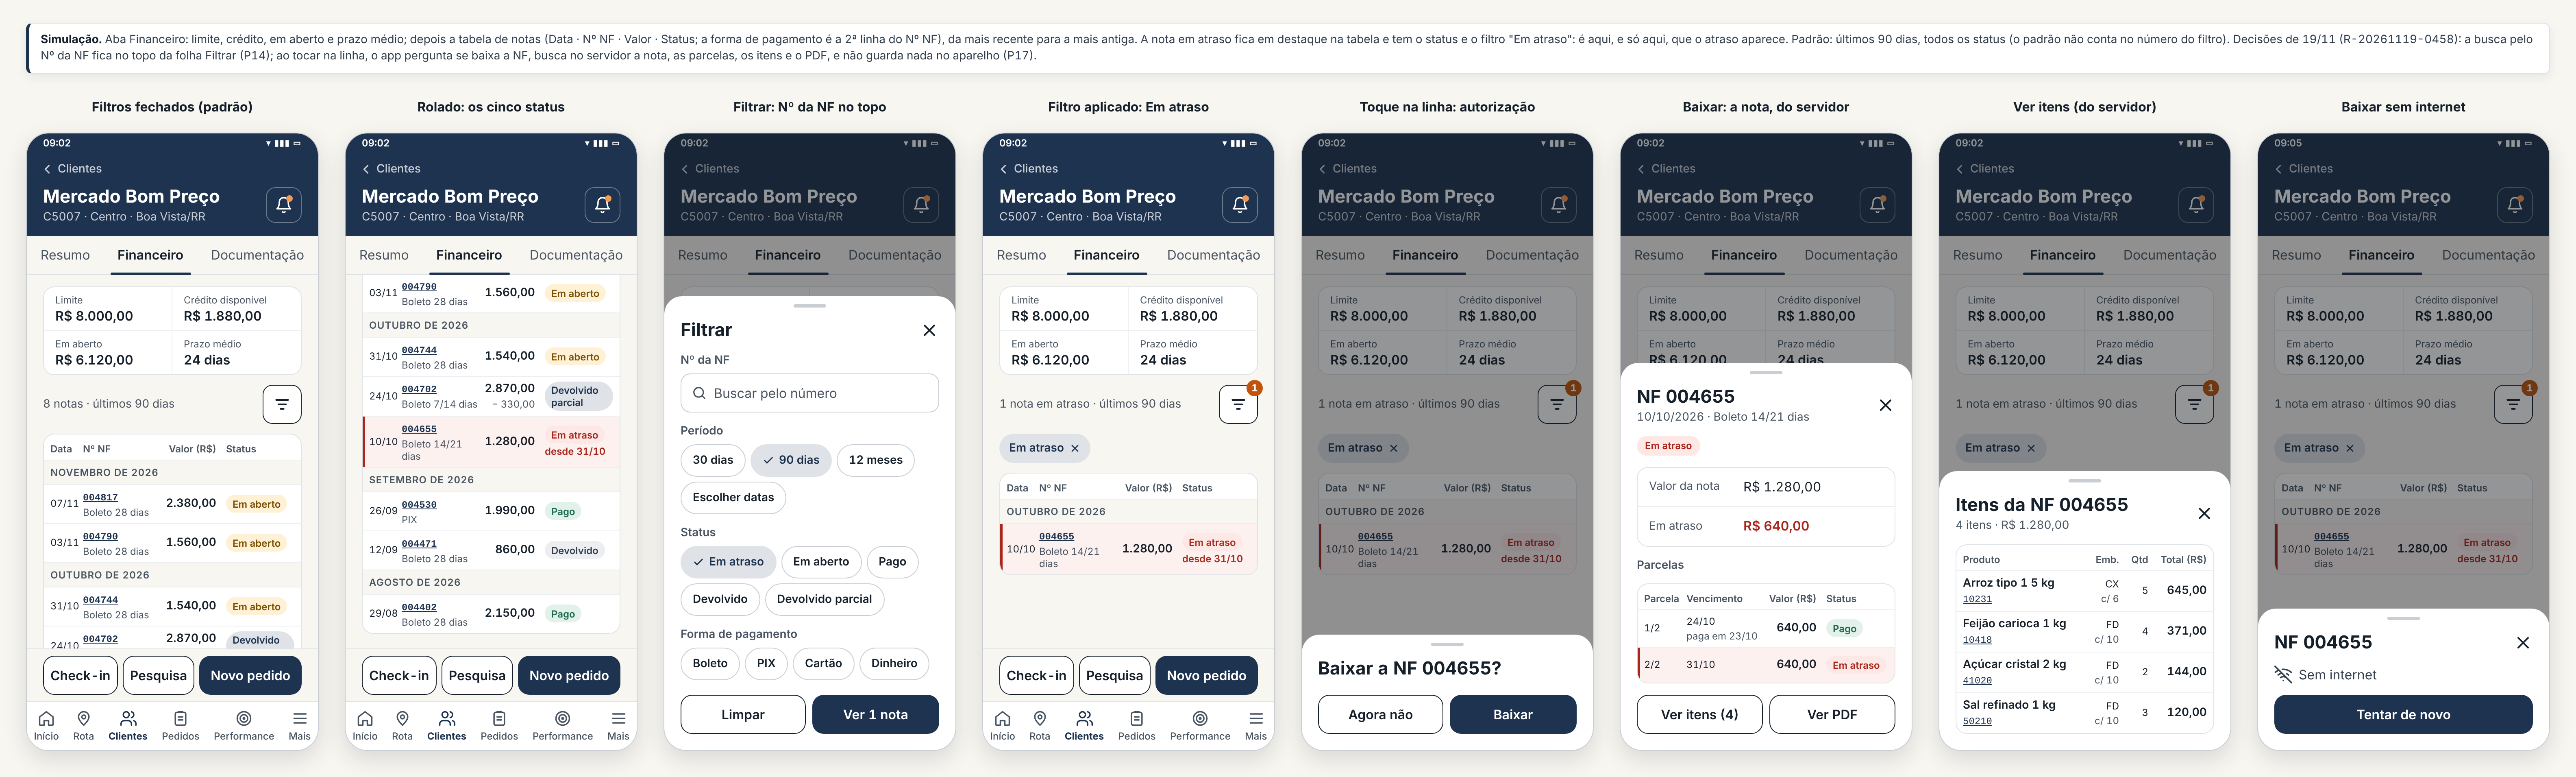 Simulação. Aba Financeiro: limite, crédito, em aberto e prazo médio; depois a tabela de notas (Data · Nº NF · Valor · Status; a forma de pagamento é a 2ª linha do Nº NF), da mais recente para a mais antiga. A nota em atraso fica em destaque na tabela e tem o status e o filtro "Em atraso": é aqui, e só aqui, que o atraso aparece. Padrão: últimos 90 dias, todos os status (o padrão não conta no número do filtro). Decisões de 19/11 (R-20261119-0458): a busca pelo
Nº da NF fica no topo da folha Filtrar (P14); ao tocar na linha, o app pergunta se baixa a NF, busca no servidor a nota, as parcelas, os itens e o PDF, e não guarda nada no aparelho (P17).
Filtros fechados (padrão)
09:02
Clientes
Mercado Bom Preço
C5007 · Centro · Boa Vista/RR
Resumo Financeiro Documentação
Limite Crédito disponível
R$ 8.000,00 R$ 1.880,00
Em aberto Prazo médio
R$ 6.120,00 24 dias
8 notas · últimos 90 dias
Data Nº NF Valor (R$) Status
NOVEMBRO DE 2026
07/11 004817 2.380,00 Em aberto
Boleto 28 dias
03/11 004790 1.560,00 Em aberto
Boleto 28 dias
OUTUBRO DE 2026
31/10 004744 1.540,00 Em aberto
Boleto 28 dias
24/10 004702 2.870,00 Devolvido
Check-in Pesquisa Novo pedido
Início Rota Clientes Pedidos Performance Mais
Rolado: os cinco status
09:02
Clientes
Mercado Bom Preço
C5007 · Centro · Boa Vista/RR
Resumo Financeiro Documentação
03/11 004790 1.560,00 Em aberto
Boleto 28 dias
OUTUBRO DE 2026
31/10 004744 1.540,00 Em aberto
Boleto 28 dias
24/10 004702 2.870,00 Devolvido
Boleto 7/14 dias − 330,00 parcial
10/10 004655 1.280,00 Em atraso
Boleto 14/21 desde 31/10
dias
SETEMBRO DE 2026
26/09 004530 1.990,00 Pago
PIX
12/09 004471 860,00 Devolvido
Boleto 28 dias
AGOSTO DE 2026
29/08 004402 2.150,00 Pago
Boleto 28 dias
Check-in Pesquisa Novo pedido
Início Rota Clientes Pedidos Performance Mais
Filtrar: Nº da NF no topo
09:02
Clientes
Mercado Bom Preço
C5007 · Centro · Boa Vista/RR
Resumo Financeiro Documentação
Filtrar
Nº da NF
Buscar pelo número
Período
30 dias 90 dias 12 meses
Escolher datas
Status
Em atraso Em aberto Pago
Devolvido Devolvido parcial
Forma de pagamento
Boleto PIX Cartão Dinheiro
Limpar Ver 1 nota
Filtro aplicado: Em atraso
09:02
Clientes
Mercado Bom Preço
C5007 · Centro · Boa Vista/RR
Resumo Financeiro Documentação
Limite Crédito disponível
R$ 8.000,00 R$ 1.880,00
Em aberto Prazo médio
R$ 6.120,00 24 dias
1
1 nota em atraso · últimos 90 dias
Em atraso
Data Nº NF Valor (R$) Status
OUTUBRO DE 2026
10/10 004655 1.280,00 Em atraso
Boleto 14/21 desde 31/10
dias
Check-in Pesquisa Novo pedido
Início Rota Clientes Pedidos Performance Mais
Toque na linha: autorização
09:02
Clientes
Mercado Bom Preço
C5007 · Centro · Boa Vista/RR
Resumo Financeiro Documentação
Limite Crédito disponível
R$ 8.000,00 R$ 1.880,00
Em aberto Prazo médio
R$ 6.120,00 24 dias
1
1 nota em atraso · últimos 90 dias
Em atraso
Data Nº NF Valor (R$) Status
OUTUBRO DE 2026
10/10 004655 1.280,00 Em atraso
Boleto 14/21 desde 31/10
dias
Baixar a NF 004655?
Agora não Baixar
Baixar: a nota, do servidor
09:02
Clientes
Mercado Bom Preço
C5007 · Centro · Boa Vista/RR
Resumo Financeiro Documentação
Limite Crédito disponível
R$ 8.000,00 R$ 1.880,00
Em aberto Prazo médio
R$ 6.120,00 24 dias
NF 004655
10/10/2026 · Boleto 14/21 dias
Em atraso
Valor da nota R$ 1.280,00
Em atraso R$ 640,00
Parcelas
Parcela Vencimento Valor (R$) Status
1/2 24/10 640,00 Pago
paga em 23/10
2/2 31/10 640,00 Em atraso
Ver itens (4) Ver PDF
Ver itens (do servidor)
09:02
Clientes
Mercado Bom Preço
C5007 · Centro · Boa Vista/RR
Resumo Financeiro Documentação
Limite Crédito disponível
R$ 8.000,00 R$ 1.880,00
Em aberto Prazo médio
R$ 6.120,00 24 dias
1
1 nota em atraso · últimos 90 dias
Em atraso
Itens da NF 004655
4 itens · R$ 1.280,00
Produto Emb. Qtd Total (R$)
Arroz tipo 1 5 kg CX 5 645,00
10231 c/ 6
Feijão carioca 1 kg FD 4 371,00
10418 c/ 10
Açúcar cristal 2 kg FD 2 144,00
41020 c/ 10
Sal refinado 1 kg FD 3 120,00
50210 c/ 10
Baixar sem internet
09:05
Clientes
Mercado Bom Preço
C5007 · Centro · Boa Vista/RR
Resumo Financeiro Documentação
Limite Crédito disponível
R$ 8.000,00 R$ 1.880,00
Em aberto Prazo médio
R$ 6.120,00 24 dias
1
1 nota em atraso · últimos 90 dias
Em atraso
Data Nº NF Valor (R$) Status
OUTUBRO DE 2026
10/10 004655 1.280,00 Em atraso
Boleto 14/21 desde 31/10
dias
NF 004655
Sem internet
Tentar de novo